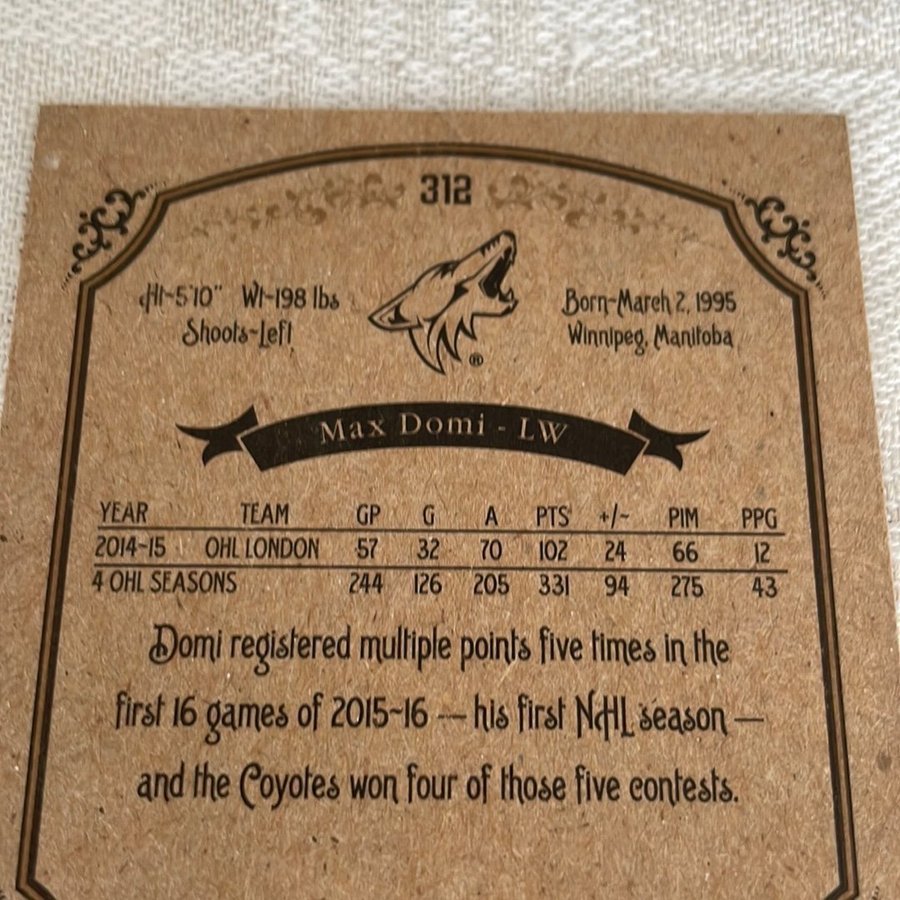 312
Ht~5'10" Wt~198 lbs
Shoots~Left
Born~March 2, 1995
Winnipeg, Manitoba
®
Max Domi - LW
YEAR TEAM GP G A PTS +/~ PIM PPG
2014~15 OHL LONDON 57 32 70 102 24 66 12
4 OHL SEASONS 244 126 205 331 94 275 43
Domi registered multiple points five times in the
first 16 games of 2015~16 — his first NHL season —
and the Coyotes won four of those five contests.